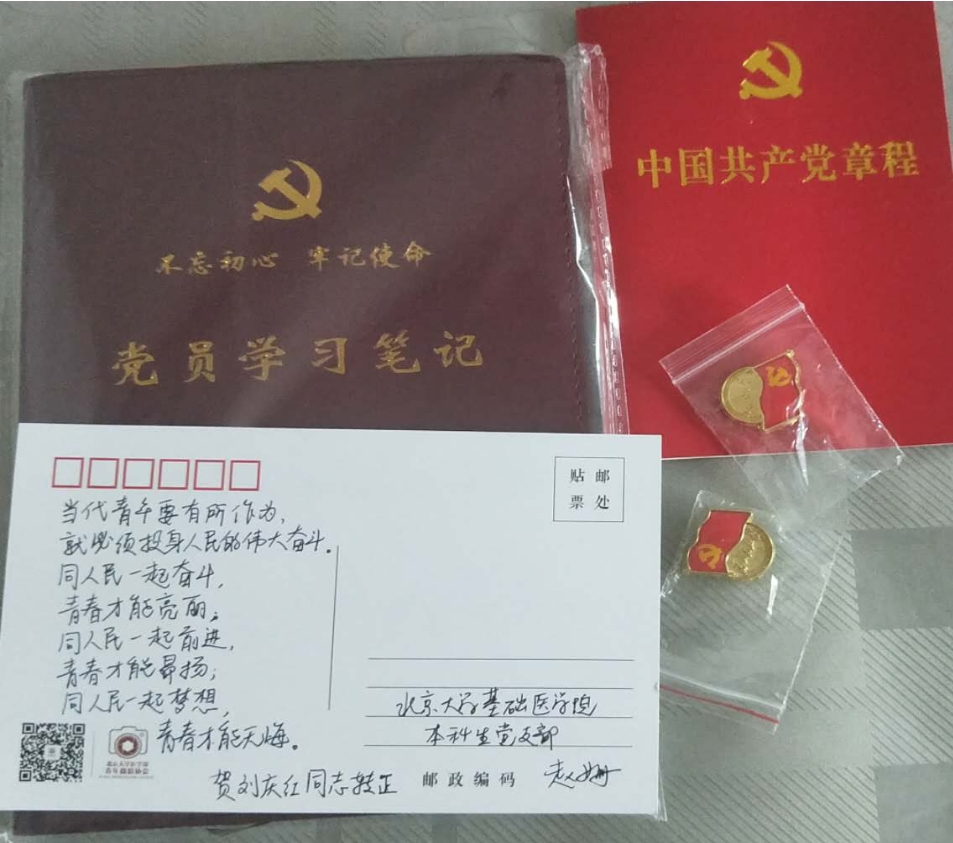 中国共产党章程
不忘初心 牢记使命
党员学习笔记
贴邮
票处
当代青年要有所作为,
就必须投身人民的伟大奋斗。
同人民一起奋斗,
青春才能亮丽;
同人民一起前进,
青春才能昂扬;
同人民一起梦想,
青春才能无悔。
贺刘庆红同志转正
北京大学基础医学院
本科生党支部
邮政编码